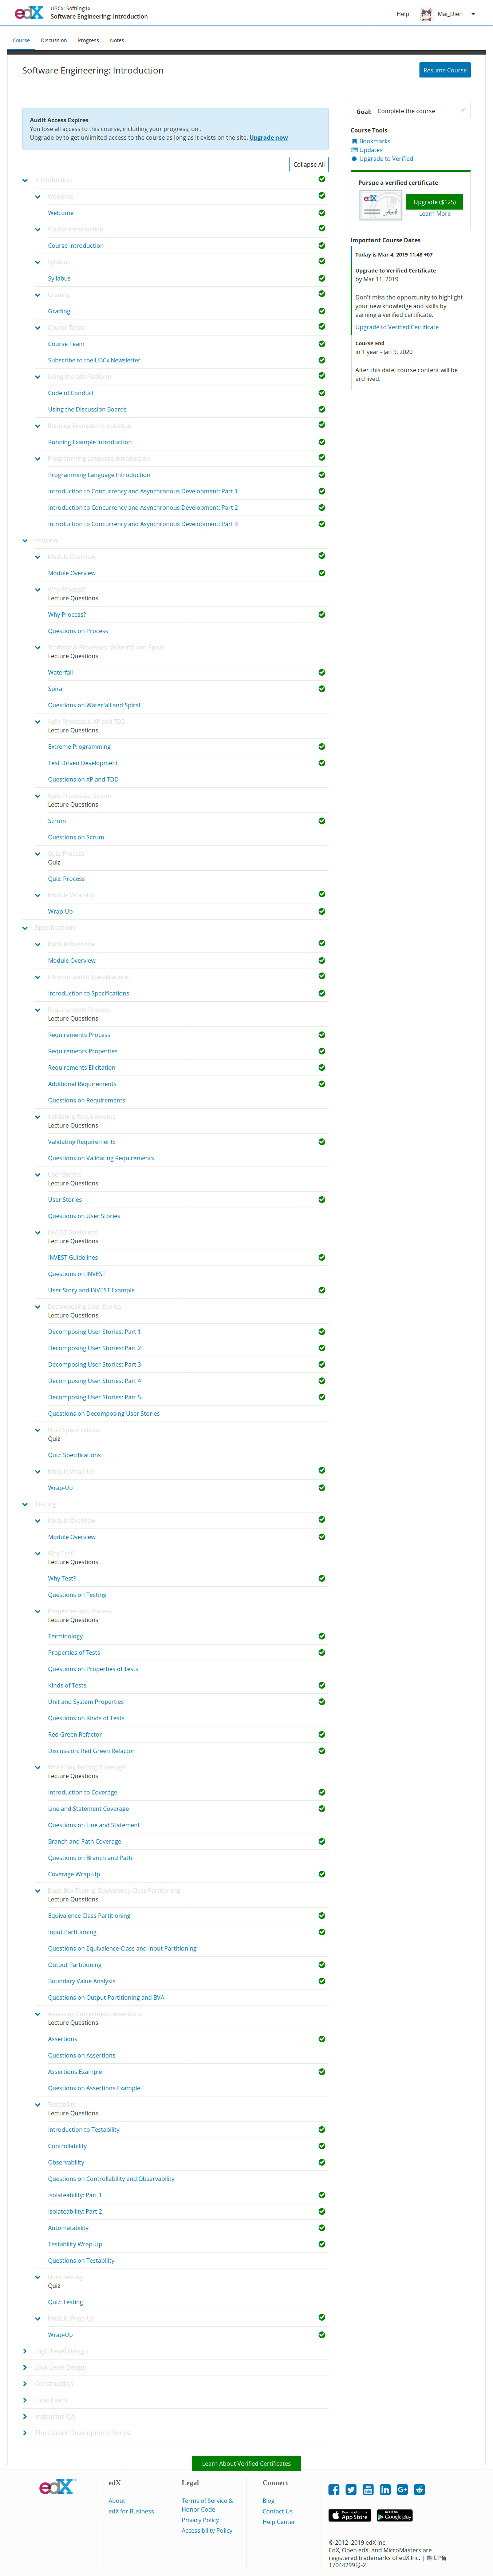 edX
UBCx: SoftEng1x
Software Engineering: Introduction
Help
Mai_Dien
Course
Discussion
Progress
Notes
Software Engineering: Introduction
Resume Course
Audit Access Expires
You lose all access to this course, including your progress, on .
Upgrade by to get unlimited access to the course as long as it exists on the site. Upgrade now
Collapse All
Introduction
Welcome
Welcome
Course Introduction
Course Introduction
Syllabus
Syllabus
Grading
Grading
Course Team
Course Team
Subscribe to the UBCx Newsletter
Using the edX Platform
Code of Conduct
Using the Discussion Boards
Running Example Introduction
Running Example Introduction
Programming Language Introduction
Programming Language Introduction
Introduction to Concurrency and Asynchronous Development: Part 1
Introduction to Concurrency and Asynchronous Development: Part 2
Introduction to Concurrency and Asynchronous Development: Part 3
Process
Module Overview
Module Overview
Why Process?
Lecture Questions
Why Process?
Questions on Process
Traditional Processes: Waterfall and Spiral
Lecture Questions
Waterfall
Spiral
Questions on Waterfall and Spiral
Agile Processes: XP and TDD
Lecture Questions
Extreme Programming
Test Driven Development
Questions on XP and TDD
Agile Processes: Scrum
Lecture Questions
Scrum
Questions on Scrum
Quiz: Process
Quiz
Quiz: Process
Module Wrap-Up
Wrap-Up
Specifications
Module Overview
Module Overview
Introduction to Specifications
Introduction to Specifications
Requirements Process
Lecture Questions
Requirements Process
Requirements Properties
Requirements Elicitation
Additional Requirements
Questions on Requirements
Validating Requirements
Lecture Questions
Validating Requirements
Questions on Validating Requirements
User Stories
Lecture Questions
User Stories
Questions on User Stories
INVEST Guidelines
Lecture Questions
INVEST Guidelines
Questions on INVEST
User Story and INVEST Example
Decomposing User Stories
Lecture Questions
Decomposing User Stories: Part 1
Decomposing User Stories: Part 2
Decomposing User Stories: Part 3
Decomposing User Stories: Part 4
Decomposing User Stories: Part 5
Questions on Decomposing User Stories
Quiz: Specifications
Quiz
Quiz: Specifications
Module Wrap-Up
Wrap-Up
Testing
Module Overview
Module Overview
Why Test?
Lecture Questions
Why Test?
Questions on Testing
Properties and Process
Lecture Questions
Terminology
Properties of Tests
Questions on Properties of Tests
Kinds of Tests
Unit and System Properties
Questions on Kinds of Tests
Red Green Refactor
Discussion: Red Green Refactor
White Box Testing: Coverage
Lecture Questions
Introduction to Coverage
Line and Statement Coverage
Questions on Line and Statement
Branch and Path Coverage
Questions on Branch and Path
Coverage Wrap-Up
Black Box Testing: Equivalence Class Partitioning
Lecture Questions
Equivalence Class Partitioning
Input Partitioning
Questions on Equivalence Class and Input Partitioning
Output Partitioning
Boundary Value Analysis
Questions on Output Partitioning and BVA
Assessing Correctness: Assertions
Lecture Questions
Assertions
Questions on Assertions
Assertions Example
Questions on Assertions Example
Testability
Lecture Questions
Introduction to Testability
Controllability
Observability
Questions on Controllability and Observability
Isolateability: Part 1
Isolateability: Part 2
Automatability
Testability Wrap-Up
Questions on Testability
Quiz: Testing
Quiz
Quiz: Testing
Module Wrap-Up
Wrap-Up
High Level Design
Low Level Design
Construction
Final Exam
Instructor QA
The Career Development Series
Goal: Complete the course
Course Tools
Bookmarks
Updates
Upgrade to Verified
Pursue a verified certificate
edX
Upgrade ($125)
Learn More
Important Course Dates
Today is Mar 4, 2019 11:48 +07
Upgrade to Verified Certificate
by Mar 11, 2019
Don't miss the opportunity to highlight
your new knowledge and skills by
earning a verified certificate.
Upgrade to Verified Certificate
Course End
in 1 year - Jan 9, 2020
After this date, course content will be
archived.
Learn About Verified Certificates
edX
edX
About
edX for Business
Legal
Terms of Service &
Honor Code
Privacy Policy
Accessibility Policy
Connect
Blog
Contact Us
Help Center
Download on the
App Store
GET IT ON
Google Play
© 2012–2019 edX Inc.
EdX, Open edX, and MicroMasters are
registered trademarks of edX Inc. | 粤ICP备
17044299号-2